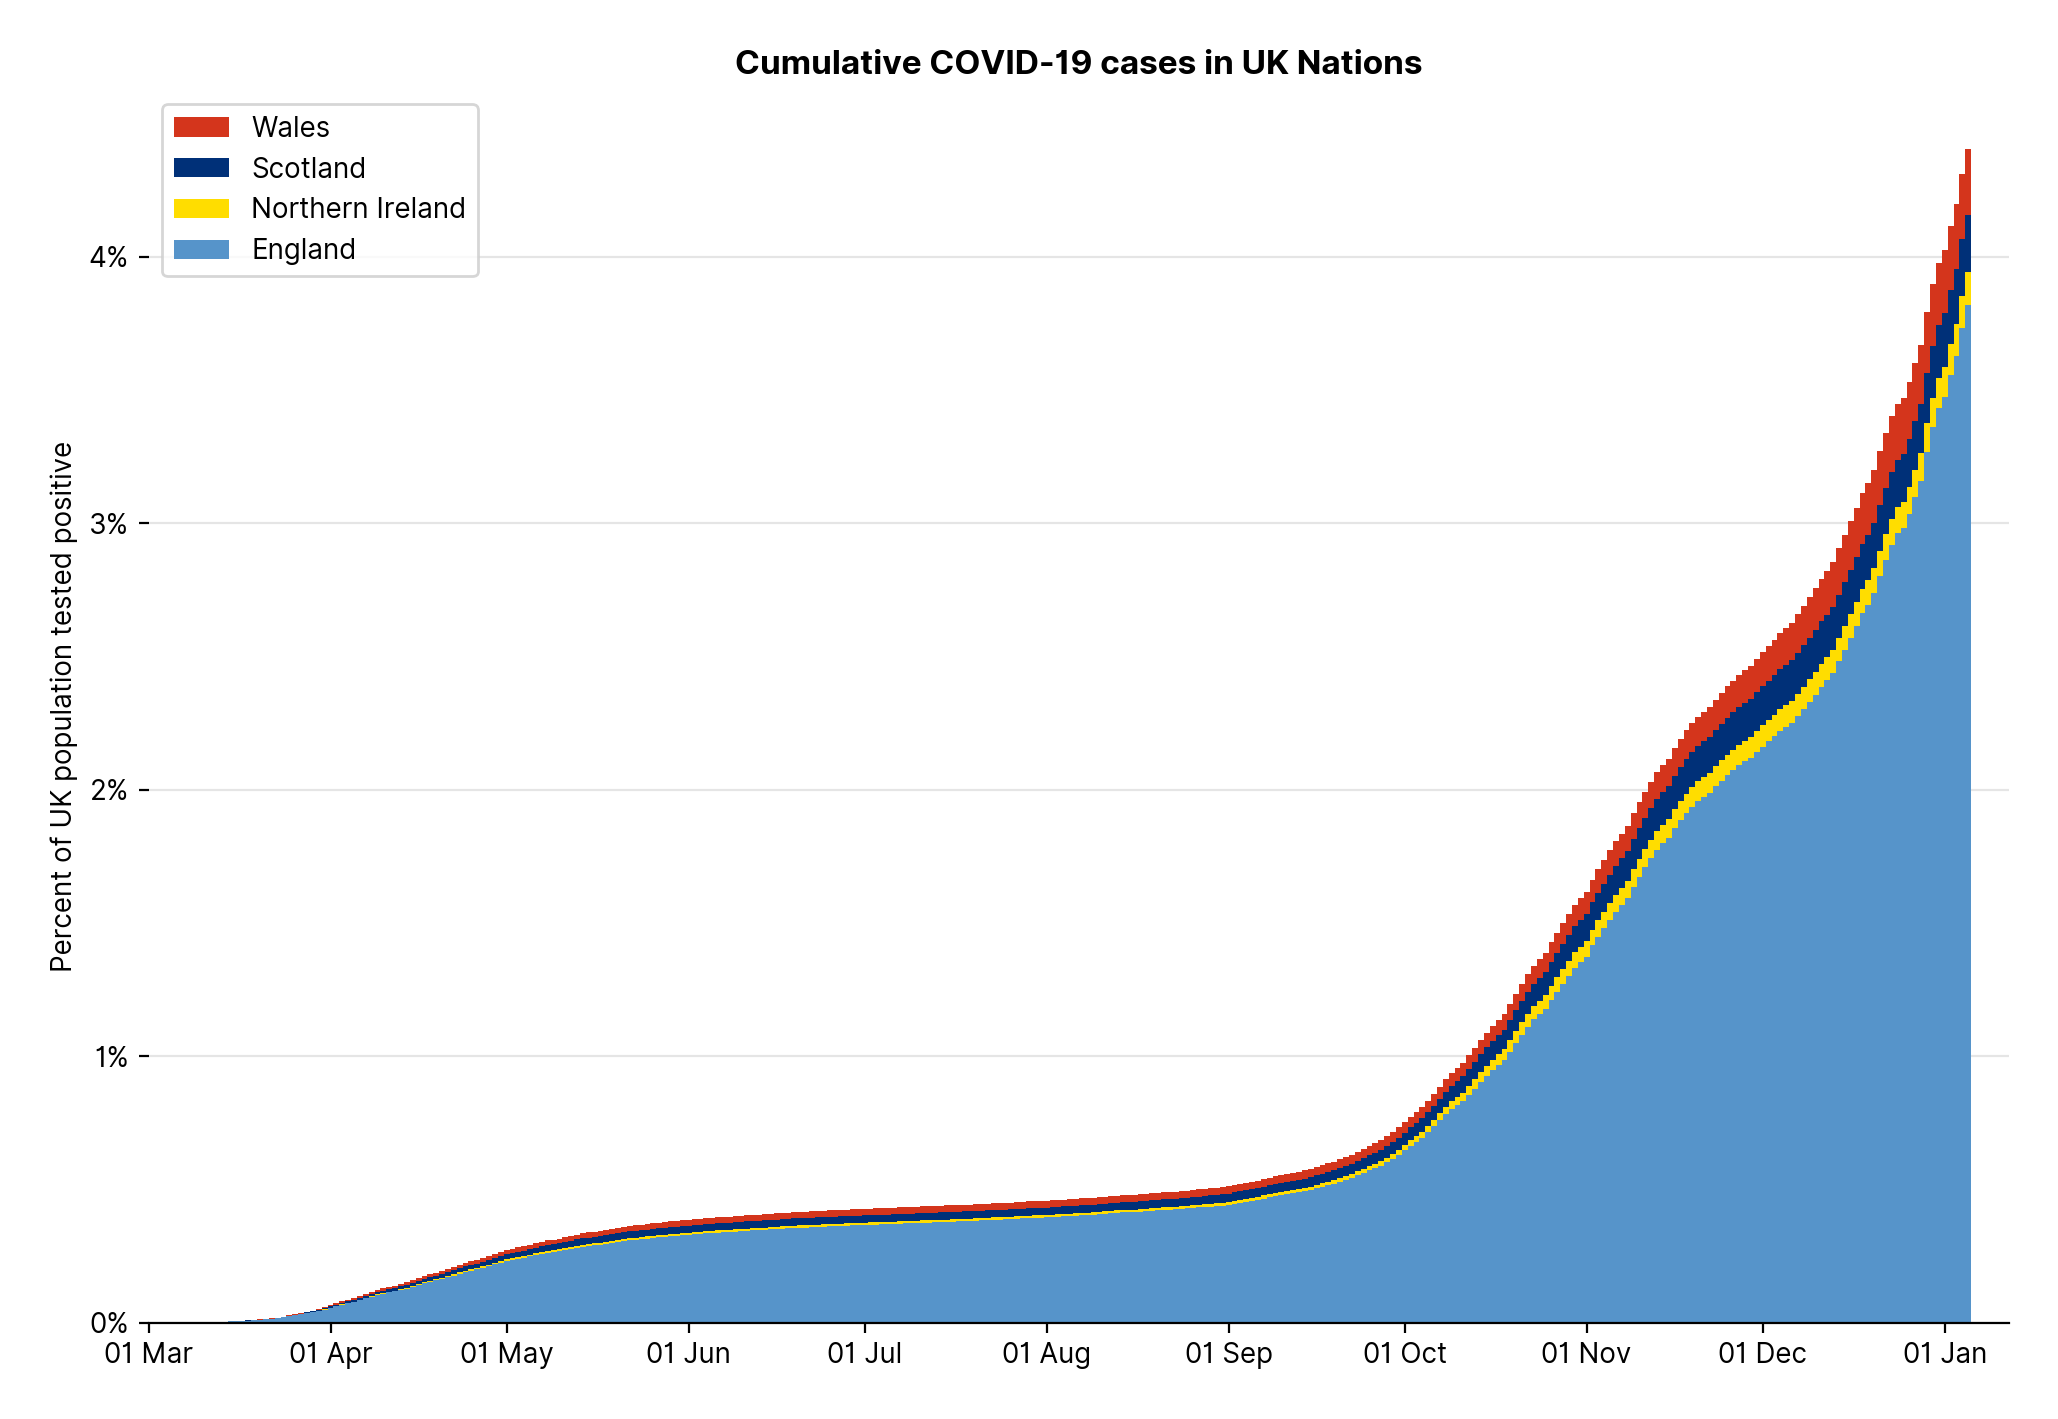 Cumulative COVID-19 cases in UK Nations
Wales
Scotland
Northern Ireland
England
Percent of UK population tested positive
4%
3%
2%
1%
0%
01 Mar
01 Apr
01 May
01 Jun
01 Jul
01 Aug
01 Sep
01 Oct
01 Nov
01 Dec
01 Jan